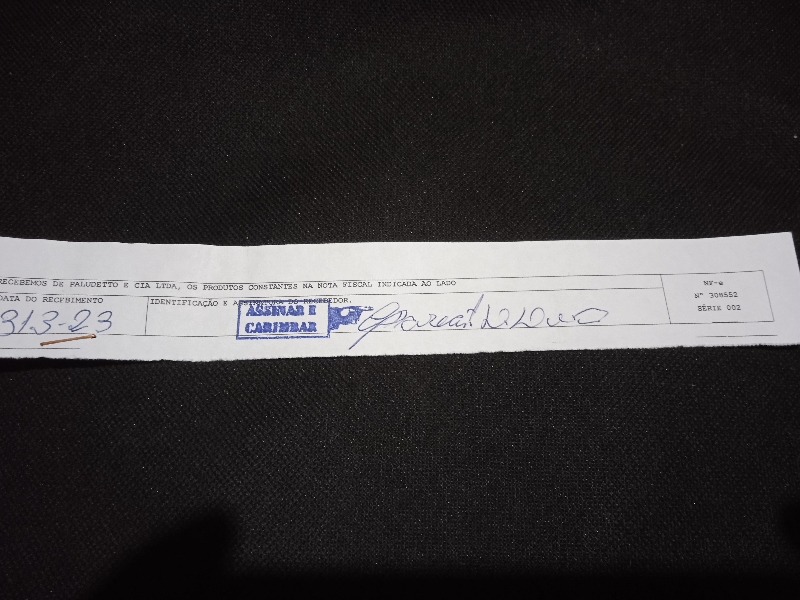 RECEBEMOS DE PALUDETTO E CIA LTDA, OS PRODUTOS CONSTANTES NA NOTA FISCAL INDICADA AO LADO
DATA DO RECEBIMENTO
313-23
IDENTIFICAÇÃO E ASSINATURA DO RECEBEDOR.
ASSINAR E
CARIMBAR
NF-e
Nº 308552
SÉRIE 002